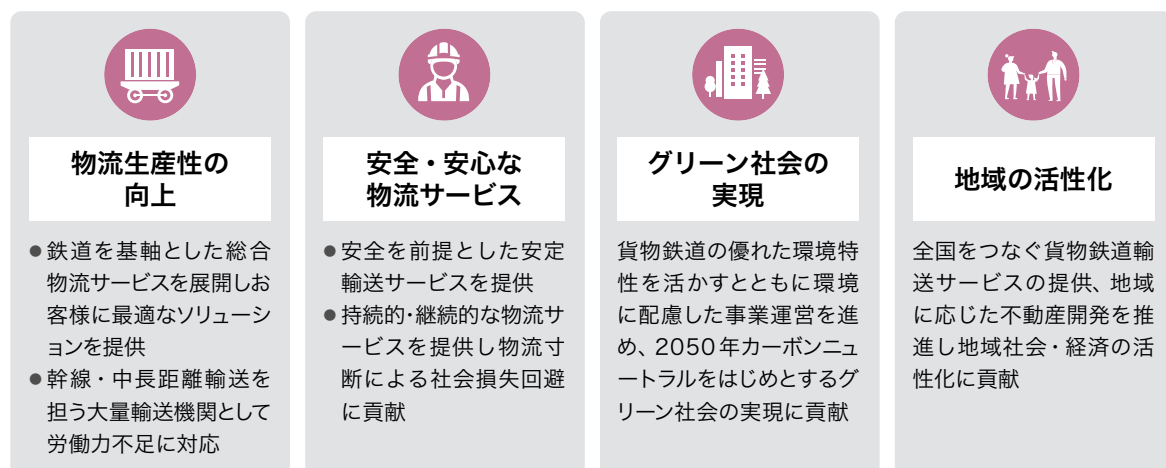 物流生産性の
向上
●鉄道を基軸とした総合
物流サービスを展開しお
客様に最適なソリューシ
ョンを提供
●幹線・中長距離輸送を
担う大量輸送機関として
労働力不足に対応
安全・安心な
物流サービス
●安全を前提とした安定
輸送サービスを提供
●持続的・継続的な物流サ
ービスを提供し物流寸
断による社会損失回避
に貢献
グリーン社会の
実現
貨物鉄道の優れた環境特
性を活かすとともに環境
に配慮した事業運営を進
め、2050年カーボンニュ
ートラルをはじめとするグ
リーン社会の実現に貢献
地域の活性化
全国をつなぐ貨物鉄道輸
送サービスの提供、地域
に応じた不動産開発を推
進し地域社会・経済の活
性化に貢献